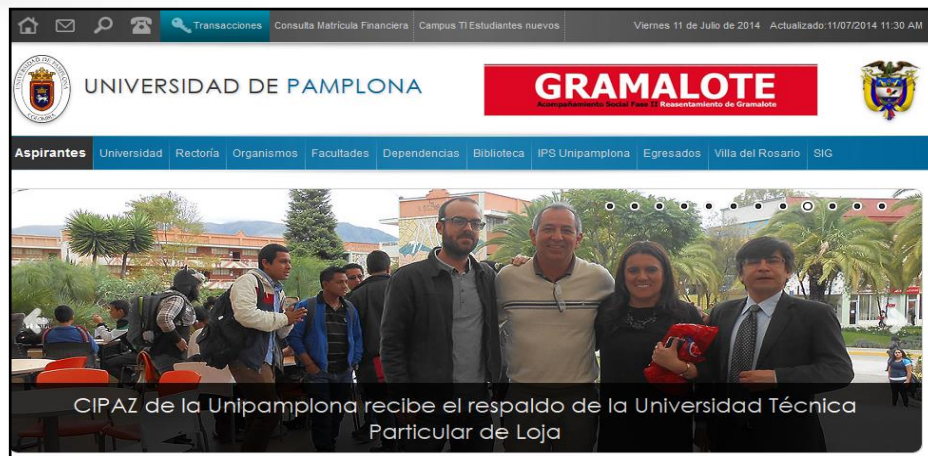 Transacciones Consulta Matrícula Financiera Campus TI Estudiantes nuevos Viernes 11 de Julio de 2014 Actualizado:11/07/2014 11:30 AM
UNIVERSIDAD DE PAMPLONA
GRAMALOTE
Acompañamiento Social Fase II Reasentamiento de Gramalote
Aspirantes Universidad Rectoría Organismos Facultades Dependencias Biblioteca IPS Unipamplona Egresados Villa del Rosario SIG
CIPAZ de la Unipamplona recibe el respaldo de la Universidad Técnica
Particular de Loja